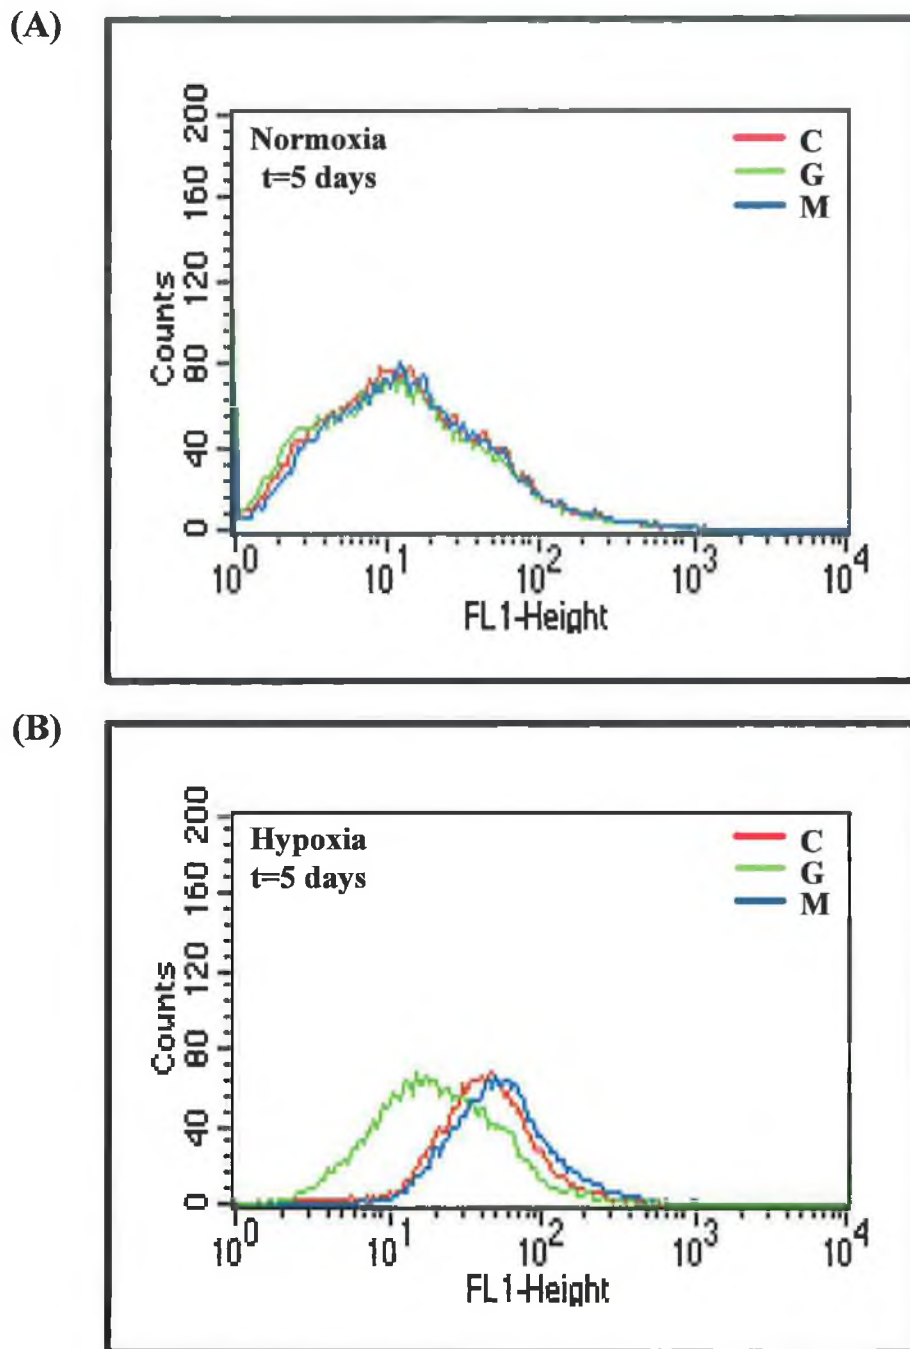 (A)
Normoxia
t=5 days
C
G
M
Counts
200
160
120
80
40
0
10^0
10^1
10^2
10^3
10^4
FL1-Height
(B)
Hypoxia
t=5 days
C
G
M
Counts
200
160
120
80
40
0
10^0
10^1
10^2
10^3
10^4
FL1-Height